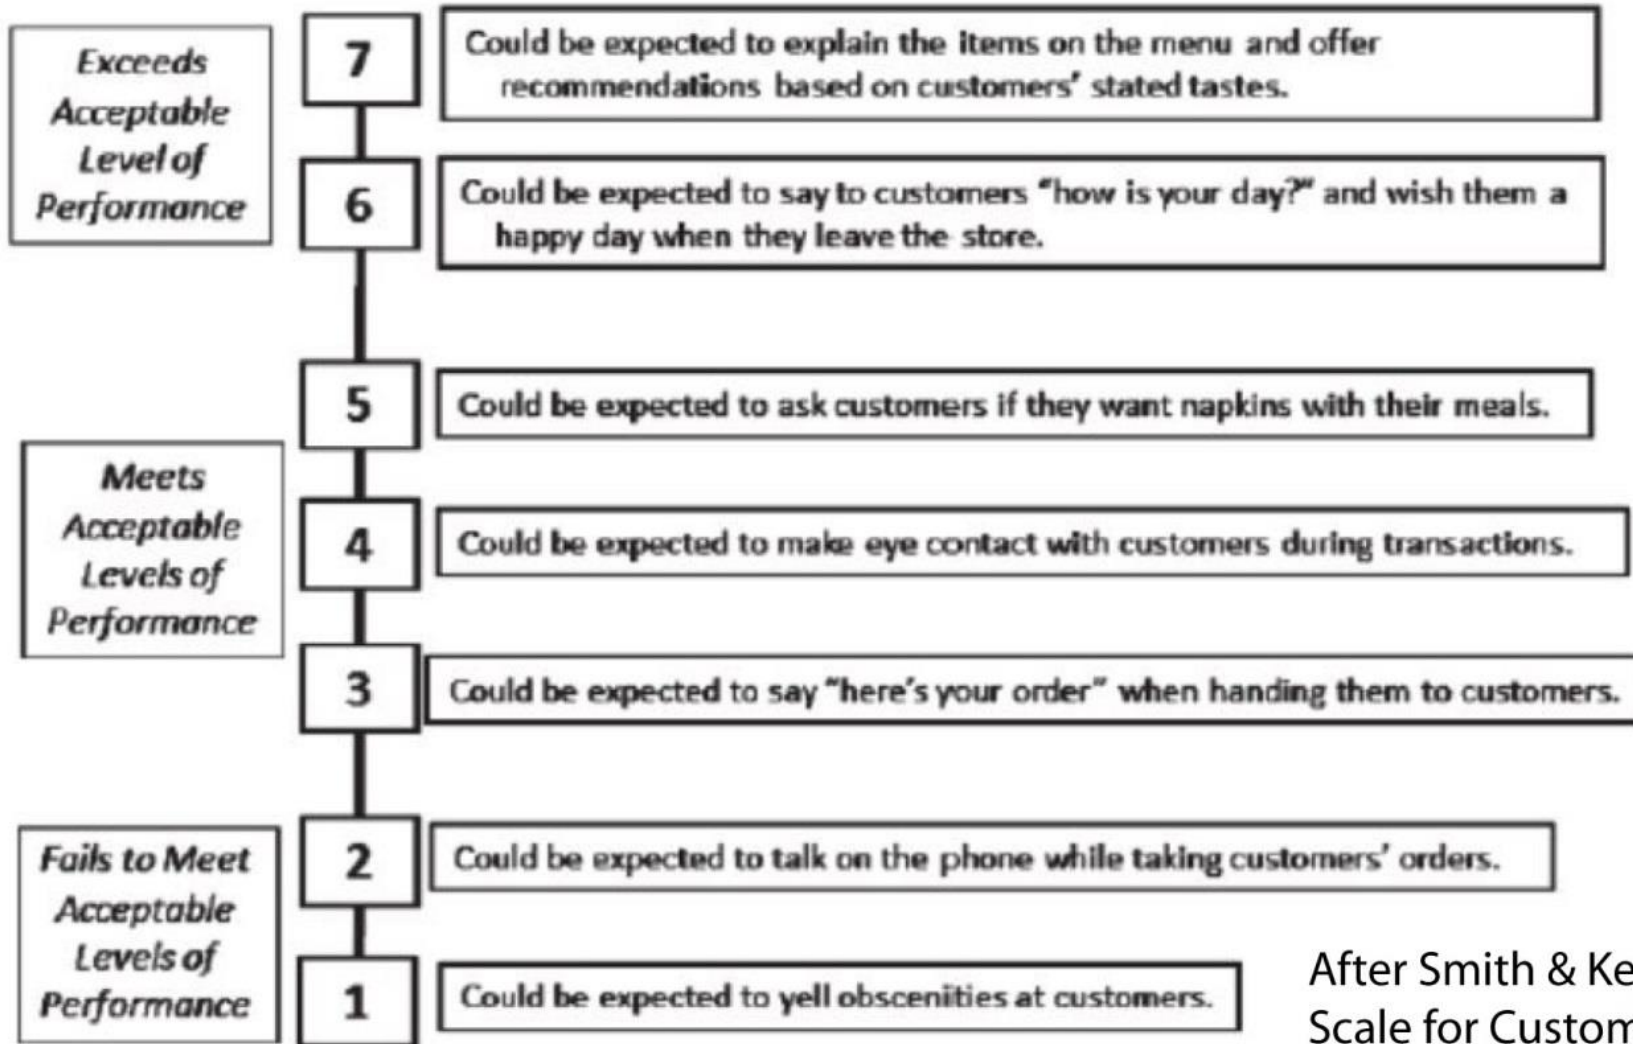 Exceeds
Acceptable
Level of
Performance
7
Could be expected to explain the items on the menu and offer
recommendations based on customers' stated tastes.
6
Could be expected to say to customers "how is your day?" and wish them a
happy day when they leave the store.
5
Could be expected to ask customers if they want napkins with their meals.
Meets
Acceptable
Levels of
Performance
4
Could be expected to make eye contact with customers during transactions.
3
Could be expected to say "here's your order" when handing them to customers.
Fails to Meet
Acceptable
Levels of
Performance
2
Could be expected to talk on the phone while taking customers' orders.
1
Could be expected to yell obscenities at customers.
After Smith &
Scale for